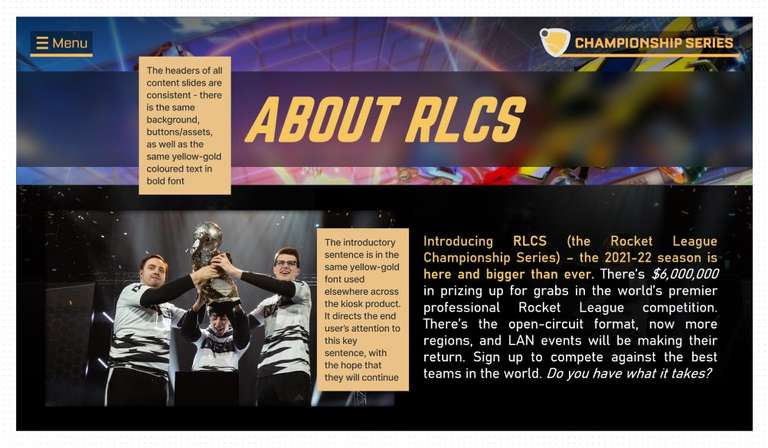 ☰ Menu
CHAMPIONSHIP SERIES
The headers of all
content slides are
consistent - there
is the same
background,
buttons/assets,
as well as the
same yellow-gold
coloured text in
bold font
ABOUT RLCS
The introductory
sentence is in the
same yellow-gold
font used
elsewhere across
the kiosk product.
It directs the end
user's attention to
this key
sentence, with
the hope that
they will continue
Introducing RLCS (the Rocket League
Championship Series) – the 2021-22 season is
here and bigger than ever. There's $6,000,000
in prizing up for grabs in the world's premier
professional Rocket League competition.
There's the open-circuit format, now more
regions, and LAN events will be making their
return. Sign up to compete against the best
teams in the world. Do you have what it takes?